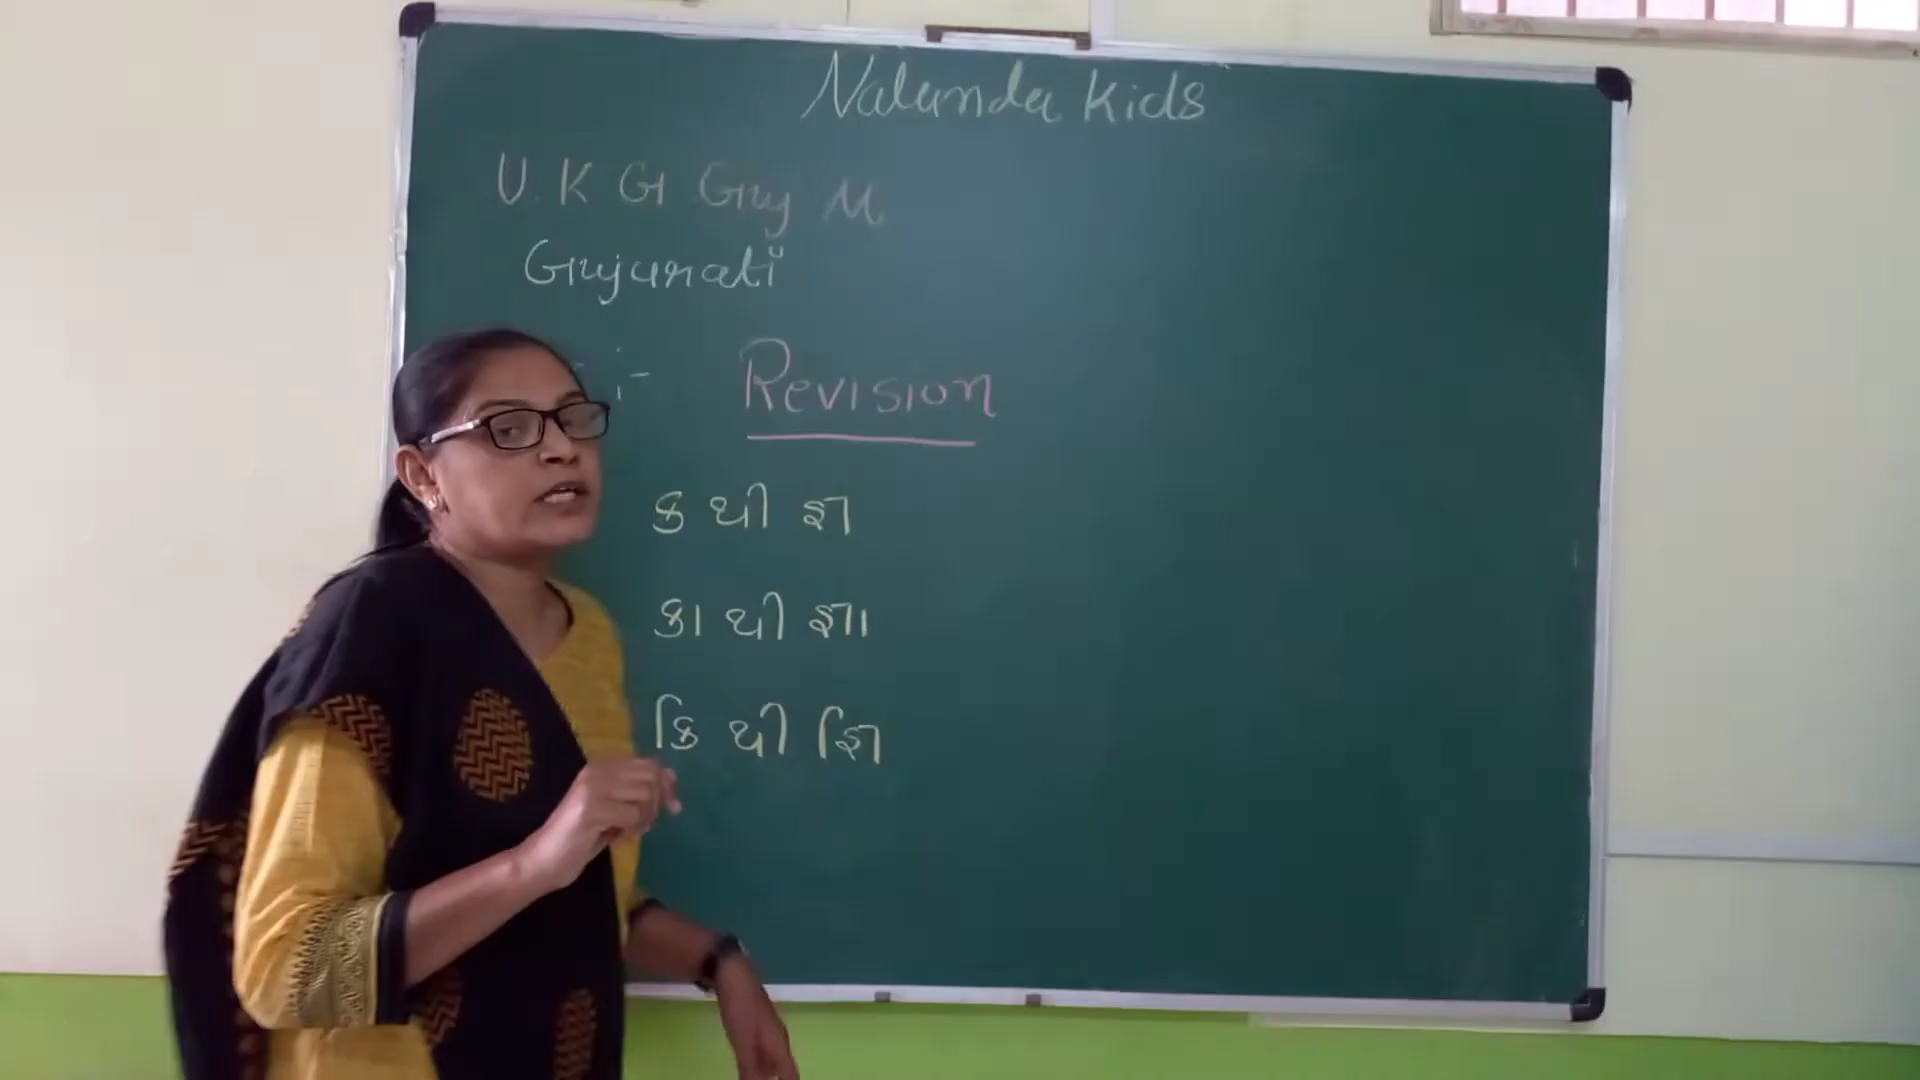 Nalanda Kids
U.K G Guj M
Gujarati
:- Revision
ક થી જ્ઞ
કા થી જ્ઞા
કિ થી જ્ઞિ